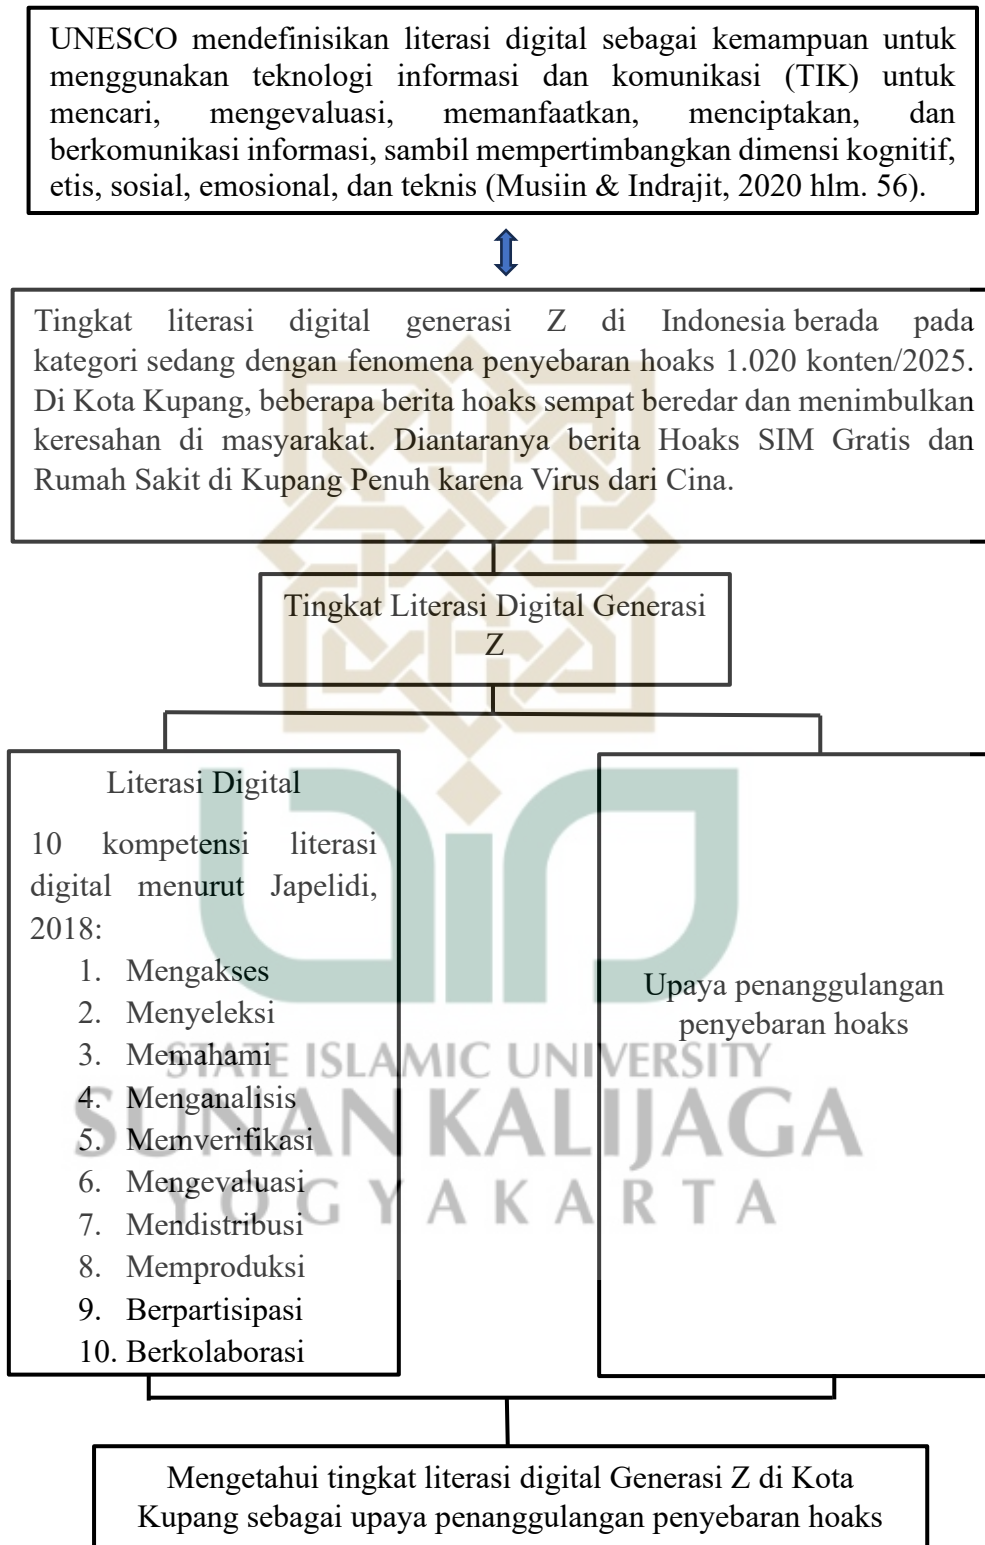 UNESCO mendefinisikan literasi digital sebagai kemampuan untuk
menggunakan teknologi informasi dan komunikasi (TIK) untuk
mencari, mengevaluasi, memanfaatkan, menciptakan, dan
berkomunikasi informasi, sambil mempertimbangkan dimensi kognitif,
etis, sosial, emosional, dan teknis (Musiin & Indrajit, 2020 hlm. 56).
Tingkat literasi digital generasi Z di Indonesia berada pada
kategori sedang dengan fenomena penyebaran hoaks 1.020 konten/2025.
Di Kota Kupang, beberapa berita hoaks sempat beredar dan menimbulkan
keresahan di masyarakat. Diantaranya berita Hoaks SIM Gratis dan
Rumah Sakit di Kupang Penuh karena Virus dari Cina.
Tingkat Literasi Digital Generasi
Z
Literasi Digital
10 kompetensi literasi
digital menurut Japelidi,
2018:
1. Mengakses
2. Menyeleksi
3. Memahami
4. Menganalisis
5. Memverifikasi
6. Mengevaluasi
7. Mendistribusi
8. Memproduksi
9. Berpartisipasi
10. Berkolaborasi
Upaya penanggulangan
penyebaran hoaks
STATE ISLAMIC UNIVERSITY
SUNAN KALIJAGA
YOGYAKARTA
Mengetahui tingkat literasi digital Generasi Z di Kota
Kupang sebagai upaya penanggulangan penyebaran hoaks